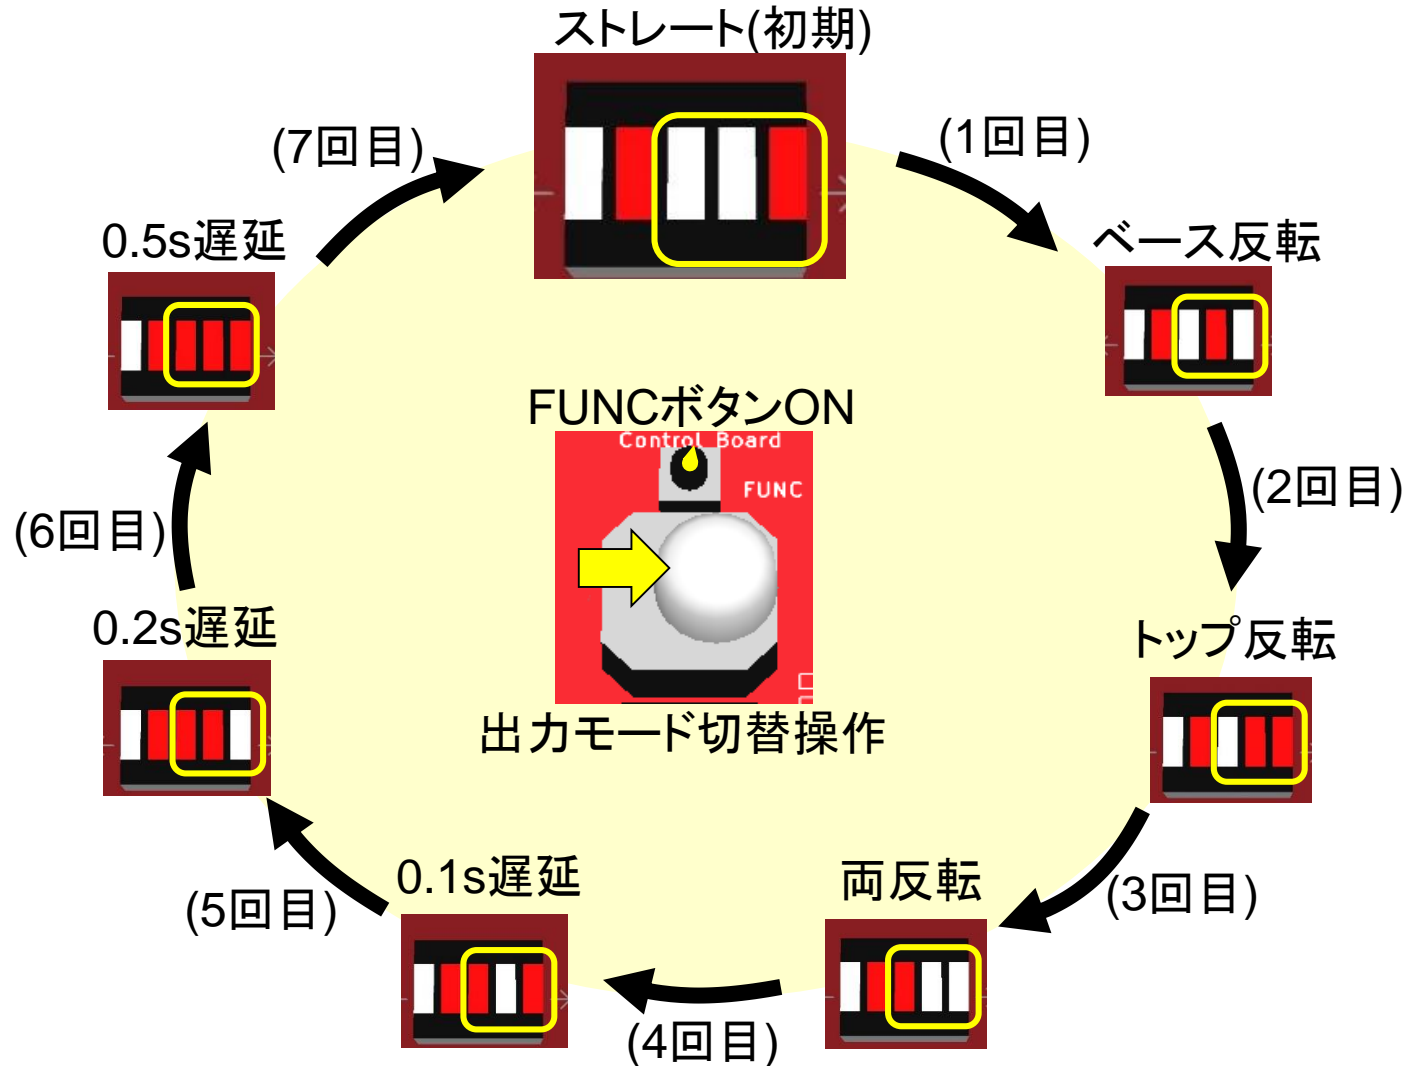 ストレート(初期)
(7回目)
(1回目)
0.5s遅延
ベース反転
FUNCボタンON
Control Board
FUNC
(2回目)
(6回目)
0.2s遅延
トップ反転
出力モード切替操作
0.1s遅延
両反転
(5回目)
(3回目)
(4回目)